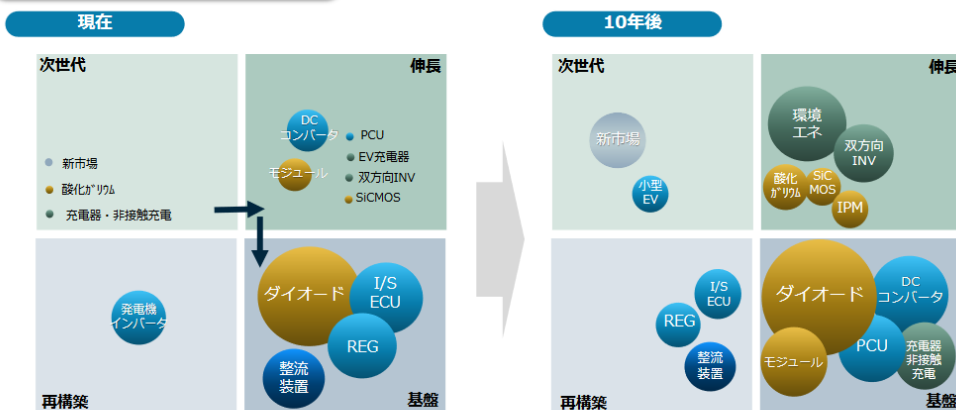 現在
次世代
伸長
DC
コンバータ
モジュール
PCU
EV充電器
双方向INV
SiCMOS
新市場
酸化ｶﾞﾘｳﾑ
充電器・非接触充電
発電機
インバータ
再構築
ダイオード
I/S
ECU
REG
整流
装置
基盤
10年後
次世代
伸長
新市場
小型
EV
環境
エネ
双方向
INV
酸化
ｶﾞﾘｳﾑ
SiC
MOS
IPM
I/S
ECU
REG
整流
装置
再構築
ダイオード
DC
コンバータ
モジュール
PCU
充電器
非接触
充電
基盤